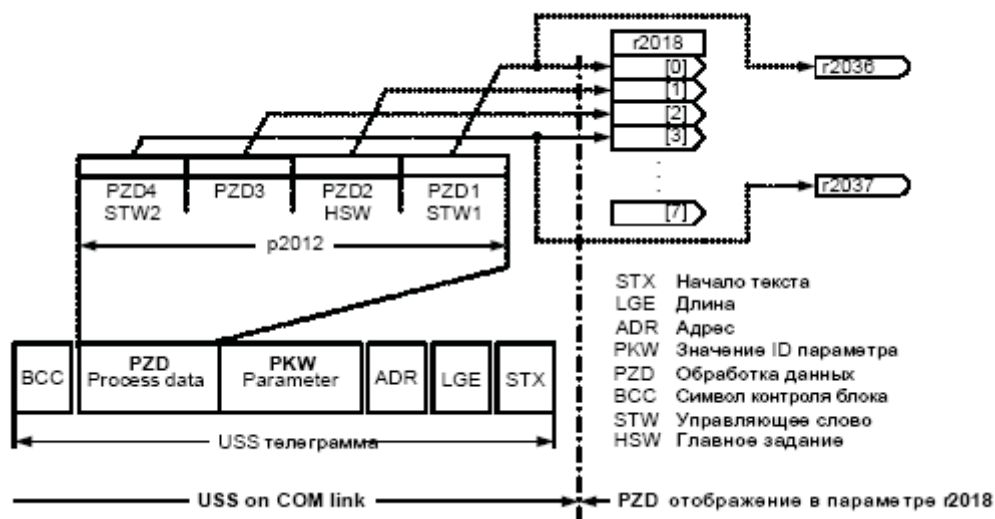 r2018
[0]
r2036
[1]
[2]
[3]
PZD4 PZD3 PZD2 PZD1
STW2 HSW STW1
r2037
[7]
p2012
STX Начало текста
LGE Длина
ADR Адрес
PKW Значение ID параметра
PZD Обработка данных
BCC Символ контроля блока
STW Управляющее слово
HSW Главное задание
BCC PZD Process data PKW Parameter ADR LGE STX
USS телеграмма
USS on COM link
PZD отображение в параметре r2018